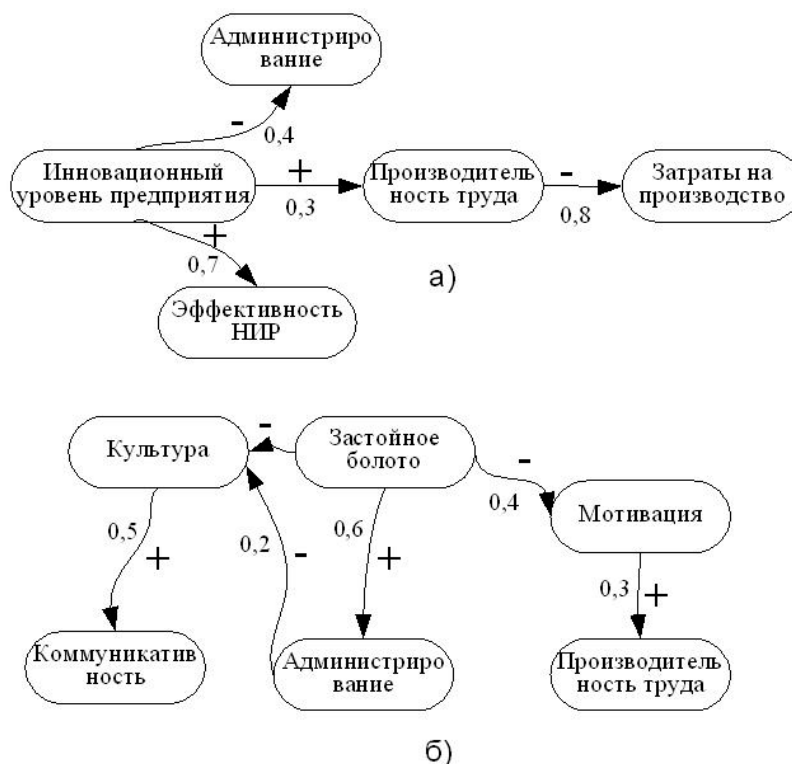 Администриро
вание
-
0,4
Инновационный
уровень предприятия
+
0,3
Производитель
ность труда
-
0,8
Затраты на
производство
+
0,7
Эффективность
НИР
а)
Культура
-
Застойное
болото
-
0,4
Мотивация
0,5
+
0,2
-
0,6
+
0,3
+
Коммуникатив
ность
Администриро
вание
Производитель
ность труда
б)